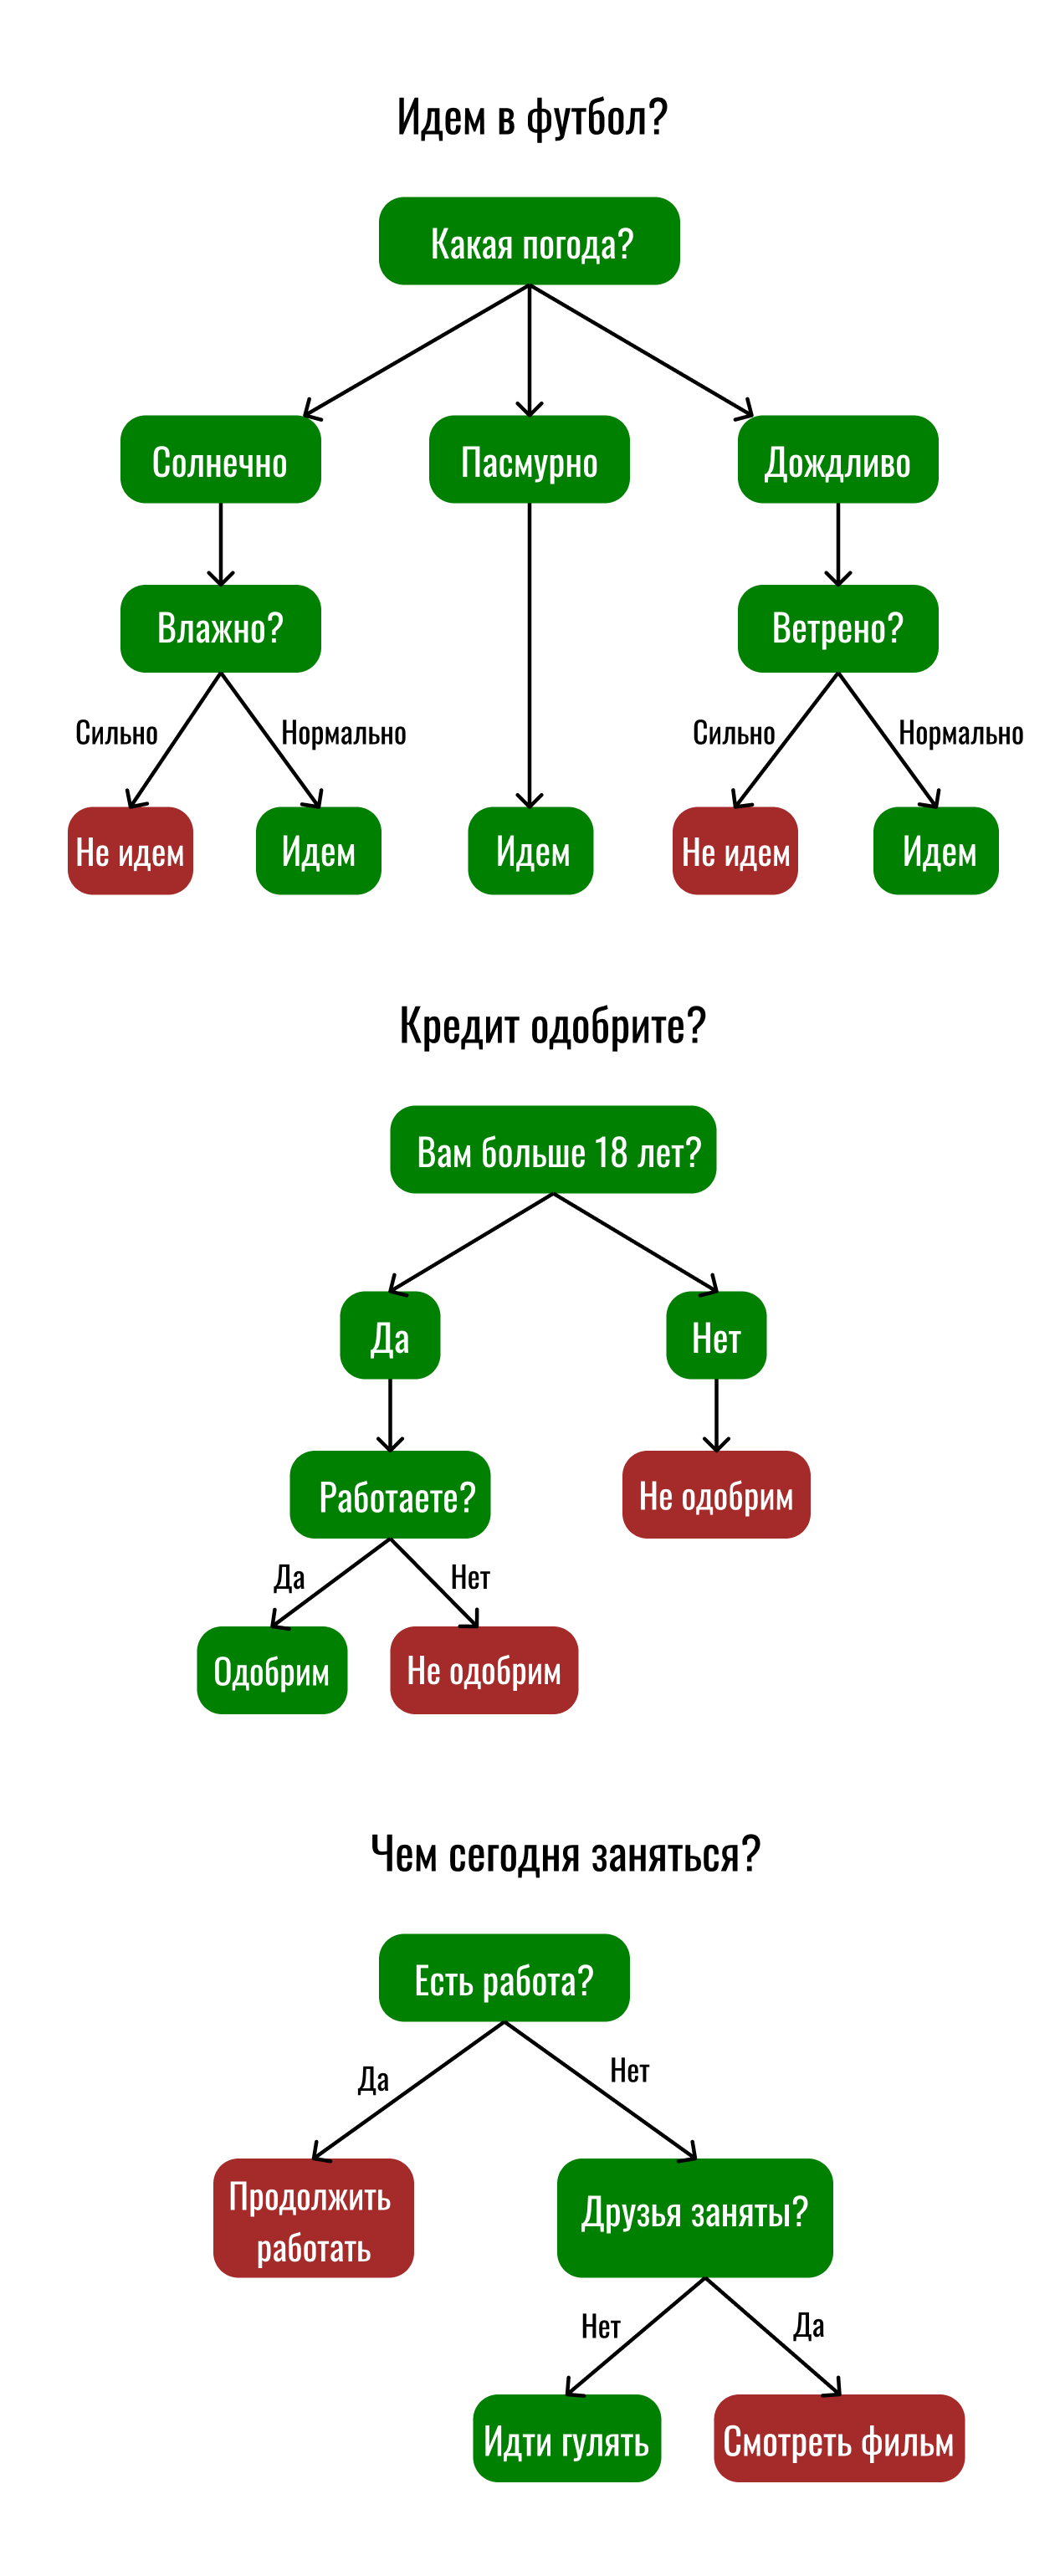 Идем в футбол?
Какая погода?
Солнечно
Пасмурно
Дождливо
Влажно?
Ветрено?
Сильно
Нормально
Сильно
Нормально
Не идем
Идем
Идем
Не идем
Идем
Кредит одобрите?
Вам больше 18 лет?
Да
Нет
Работаете?
Не одобрим
Да
Нет
Одобрим
Не одобрим
Чем сегодня заняться?
Есть работа?
Да
Нет
Продолжить
работать
Друзья заняты?
Нет
Да
Идти гулять
Смотреть фильм